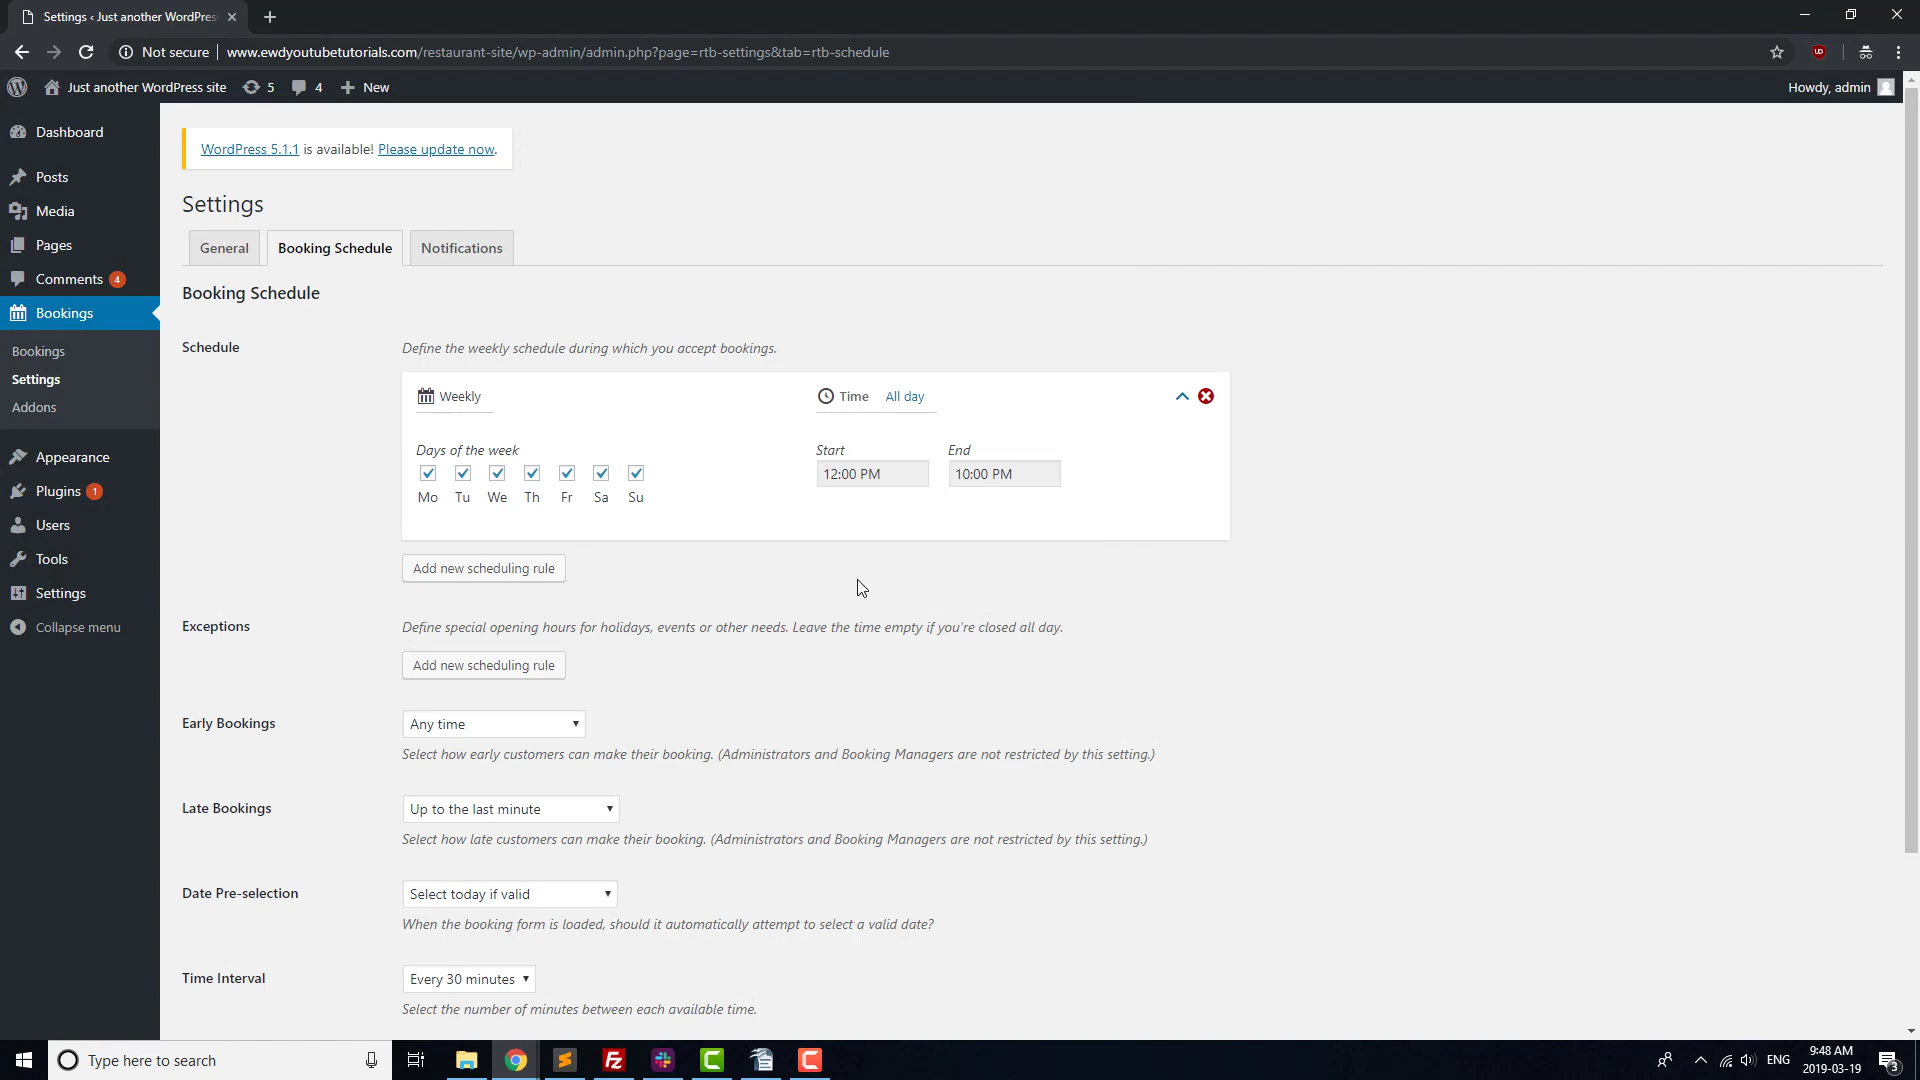 Settings ‹ Just another WordPres
Not secure
www.ewdyoutubetutorials.com/restaurant-site/wp-admin/admin.php?page=rtb-settings&tab=rtb-schedule
Just another WordPress site
5
4
New
Howdy, admin
Dashboard
Posts
Media
Pages
Comments 4
Bookings
Bookings
Settings
Addons
Appearance
Plugins 1
Users
Tools
Settings
Collapse menu
WordPress 5.1.1 is available! Please update now.
Settings
General
Booking Schedule
Notifications
Booking Schedule
Schedule
Define the weekly schedule during which you accept bookings.
Weekly
Time All day
Days of the week
Mo Tu We Th Fr Sa Su
Start End
12:00 PM 10:00 PM
Add new scheduling rule
Exceptions
Define special opening hours for holidays, events or other needs. Leave the time empty if you're closed all day.
Add new scheduling rule
Early Bookings
Any time
Select how early customers can make their booking. (Administrators and Booking Managers are not restricted by this setting.)
Late Bookings
Up to the last minute
Select how late customers can make their booking. (Administrators and Booking Managers are not restricted by this setting.)
Date Pre-selection
Select today if valid
When the booking form is loaded, should it automatically attempt to select a valid date?
Time Interval
Every 30 minutes
Select the number of minutes between each available time.
Type here to search
ENG
9:48 AM
2019-03-19
3